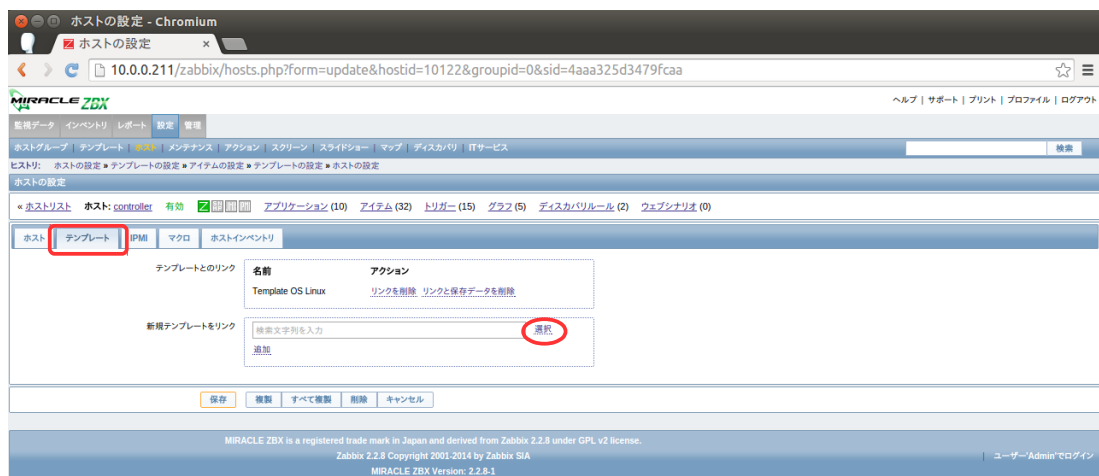 ホストの設定 - Chromium
ホストの設定 ×
10.0.0.211/zabbix/hosts.php?form=update&hostid=10122&groupid=0&sid=4aaa325d3479fcaa
MIRACLE ZBX ヘルプ | サポート | プリント | プロファイル | ログアウト
監視データ インベントリ レポート 設定 管理
ホストグループ | テンプレート | ホスト | メンテナンス | アクション | スクリーン | スライドショー | マップ | ディスカバリ | ITサービス 検索
ヒストリ: ホストの設定 » テンプレートの設定 » アイテムの設定 » テンプレートの設定 » ホストの設定
ホストの設定
« ホストリスト ホスト: controller 有効 Z アプリケーション (10) アイテム (32) トリガー (15) グラフ (5) ディスカバリルール (2) ウェブシナリオ (0)
ホスト テンプレート IPMI マクロ ホストインベントリ
テンプレートとのリンク 名前 アクション
Template OS Linux リンクを削除 リンクと保存データを削除
新規テンプレートをリンク 検索文字列を入力 選択
追加
保存 複製 すべて複製 削除 キャンセル
MIRACLE ZBX is a registered trade mark in Japan and derived from Zabbix 2.2.8 under GPL v2 license.
Zabbix 2.2.8 Copyright 2001-2014 by Zabbix SIA | ユーザー'Admin'でログイン
MIRACLE ZBX Version: 2.2.8-1